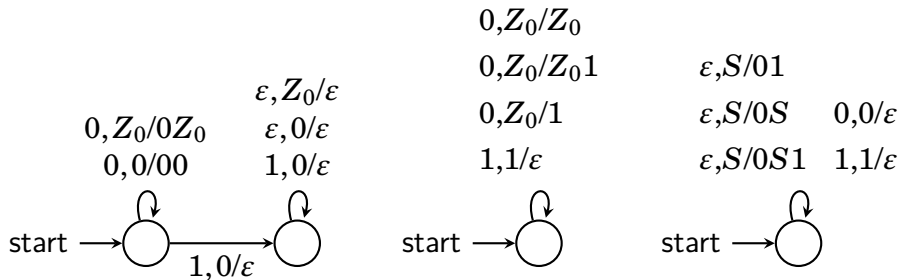 0,Z₀/0Z₀
0,0/00
ε,Z₀/ε
ε,0/ε
1,0/ε
start
1,0/ε
0,Z₀/Z₀
0,Z₀/Z₀1
0,Z₀/1
1,1/ε
start
ε,S/01
ε,S/0S 0,0/ε
ε,S/0S1 1,1/ε
start